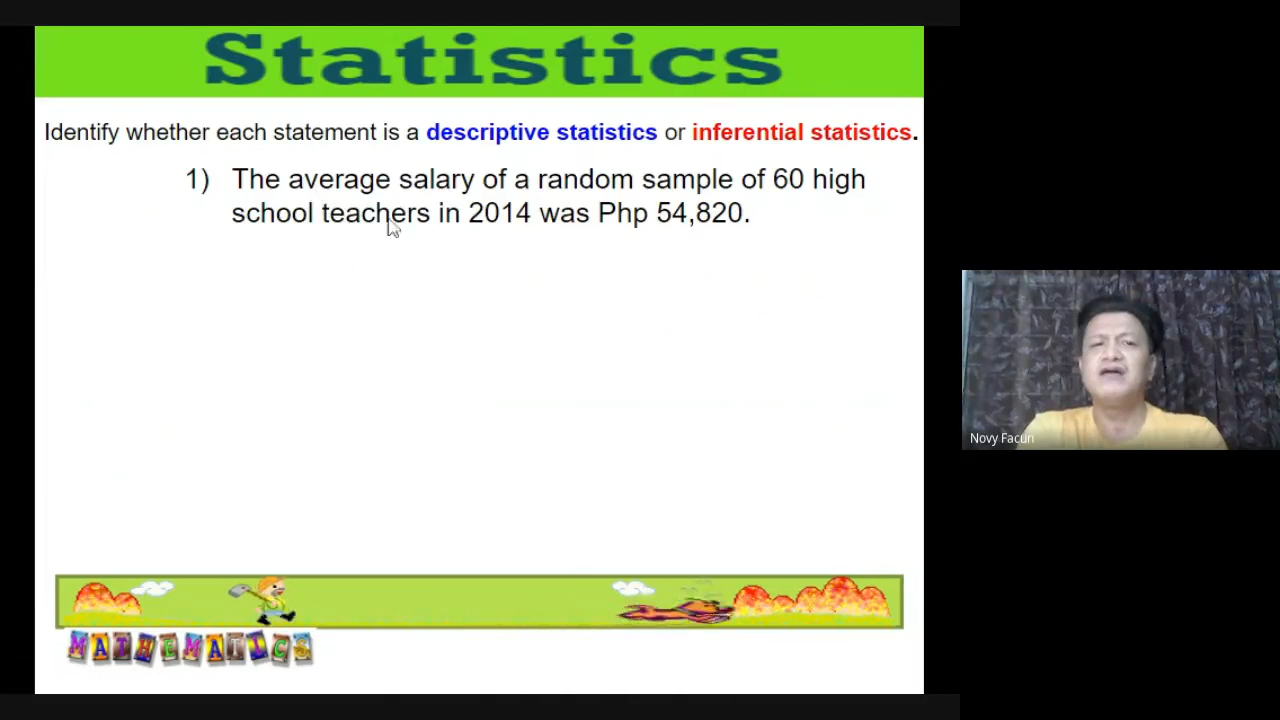 Statistics
Identify whether each statement is a descriptive statistics or inferential statistics.
1) The average salary of a random sample of 60 high
school teachers in 2014 was Php 54,820.
Novy Facun
MATHEMATICS